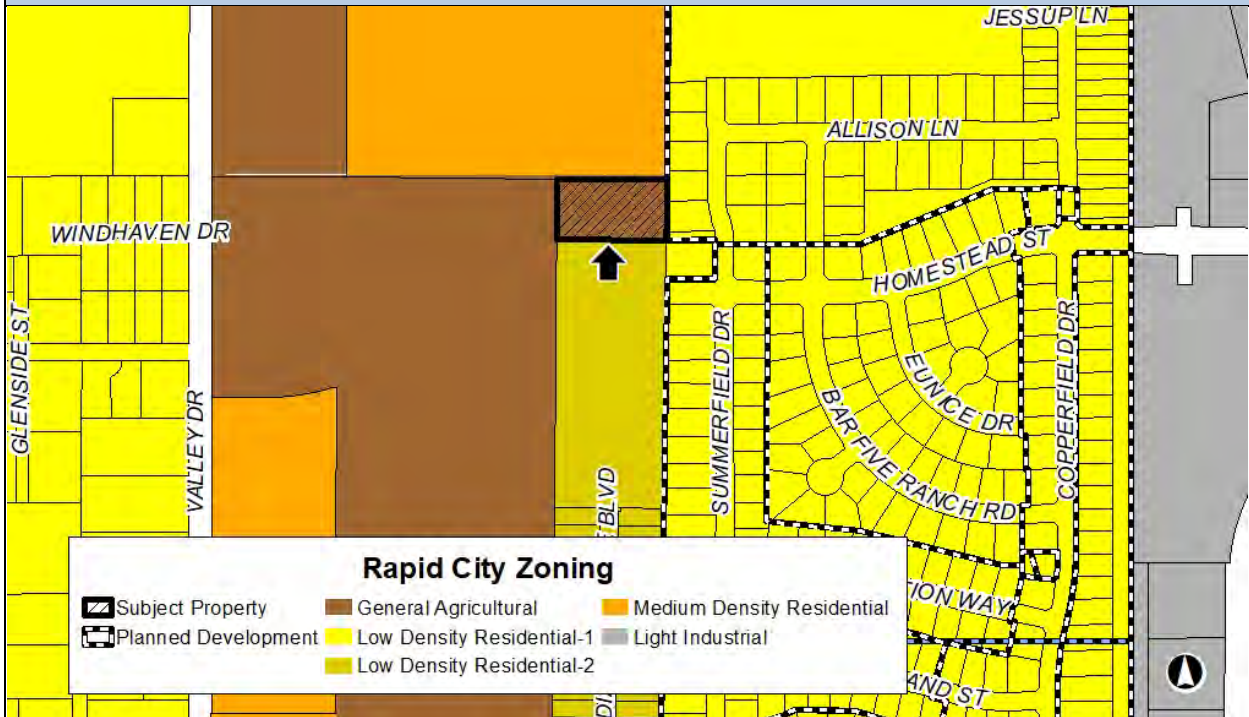 JESSUP LN
ALLISON LN
WINDHAVEN DR
HOMESTEAD ST
GLENSIDE ST
VALLEY DR
SUMMERFIELD DR
EUNICE DR
BAR FIVE RANCH RD
COPPERFIELD DR
BLVD
Rapid City Zoning
Subject Property
General Agricultural
Medium Density Residential
Planned Development
Low Density Residential-1
Light Industrial
Low Density Residential-2
TION WAY
AND ST
DI